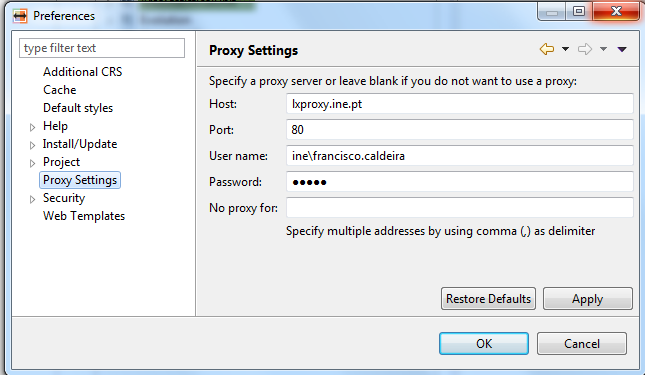 Preferences
type filter text
Additional CRS
Cache
Default styles
Help
Install/Update
Project
Proxy Settings
Security
Web Templates
Proxy Settings
Specify a proxy server or leave blank if you do not want to use a proxy:
Host: lxproxy.ine.pt
Port: 80
User name: ine\francisco.caldeira
Password: ●●●●●
No proxy for:
Specify multiple addresses by using comma (,) as delimiter
Restore Defaults Apply
OK Cancel